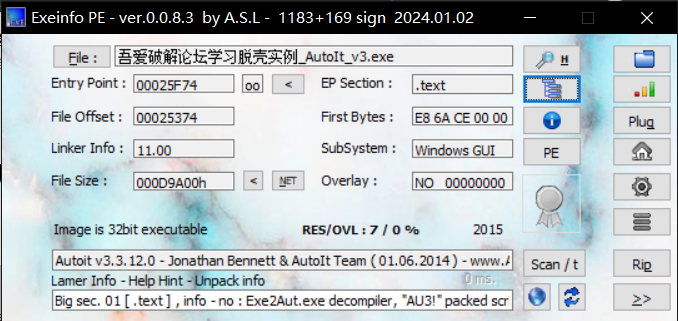 Exeinfo PE - ver.0.0.8.3 by A.S.L - 1183+169 sign 2024.01.02
File : 吾爱破解论坛学习脱壳实例_AutoIt_v3.exe H
Entry Point : 00025F74 oo < EP Section : .text
File Offset : 00025374 First Bytes : E8 6A CE 00 00 Plug
Linker Info : 11.00 SubSystem : Windows GUI PE
File Size : 000D9A00h < NET Overlay : NO 00000000
Image is 32bit executable RES/OVL : 7 / 0 % 2015
Autoit v3.3.12.0 - Jonathan Bennett & AutoIt Team ( 01.06.2014 ) - www.A Scan / t Rip
Lamer Info - Help Hint - Unpack info 0 ms.
Big sec. 01 [ .text ] , info - no : Exe2Aut.exe decompiler, "AU3!" packed scr >>